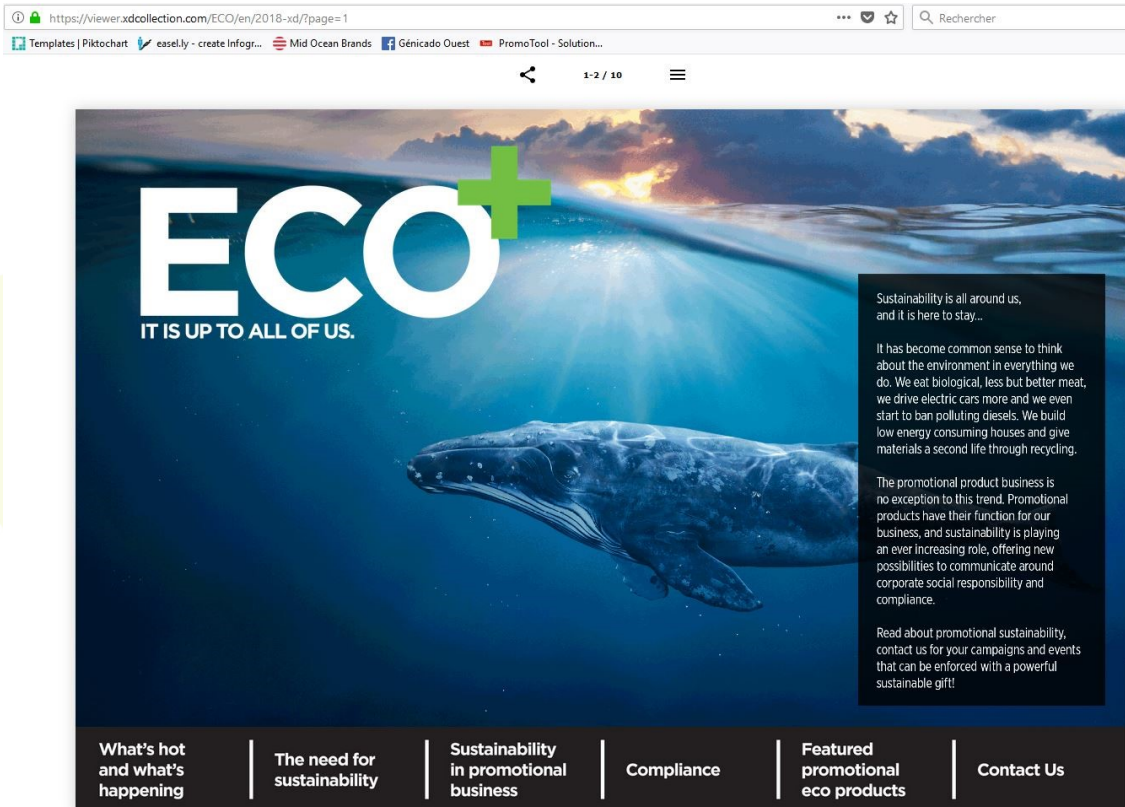 https://viewer.xdcollection.com/ECO/en/2018-xd/?page=1
Rechercher
Templates | Piktochart
easel.ly - create Infogr...
Mid Ocean Brands
Génicado Ouest
PromoTool - Solution...
1-2 / 10
ECO+
IT IS UP TO ALL OF US.
Sustainability is all around us,
and it is here to stay...
It has become common sense to think
about the environment in everything we
do. We eat biological, less but better meat,
we drive electric cars more and we even
start to ban polluting diesels. We build
low energy consuming houses and give
materials a second life through recycling.
The promotional product business is
no exception to this trend. Promotional
products have their function for our
business, and sustainability is playing
an ever increasing role, offering new
possibilities to communicate around
corporate social responsibility and
compliance.
Read about promotional sustainability,
contact us for your campaigns and events
that can be enforced with a powerful
sustainable gift!
What's hot
and what's
happening
The need for
sustainability
Sustainability
in promotional
business
Compliance
Featured
promotional
eco products
Contact Us